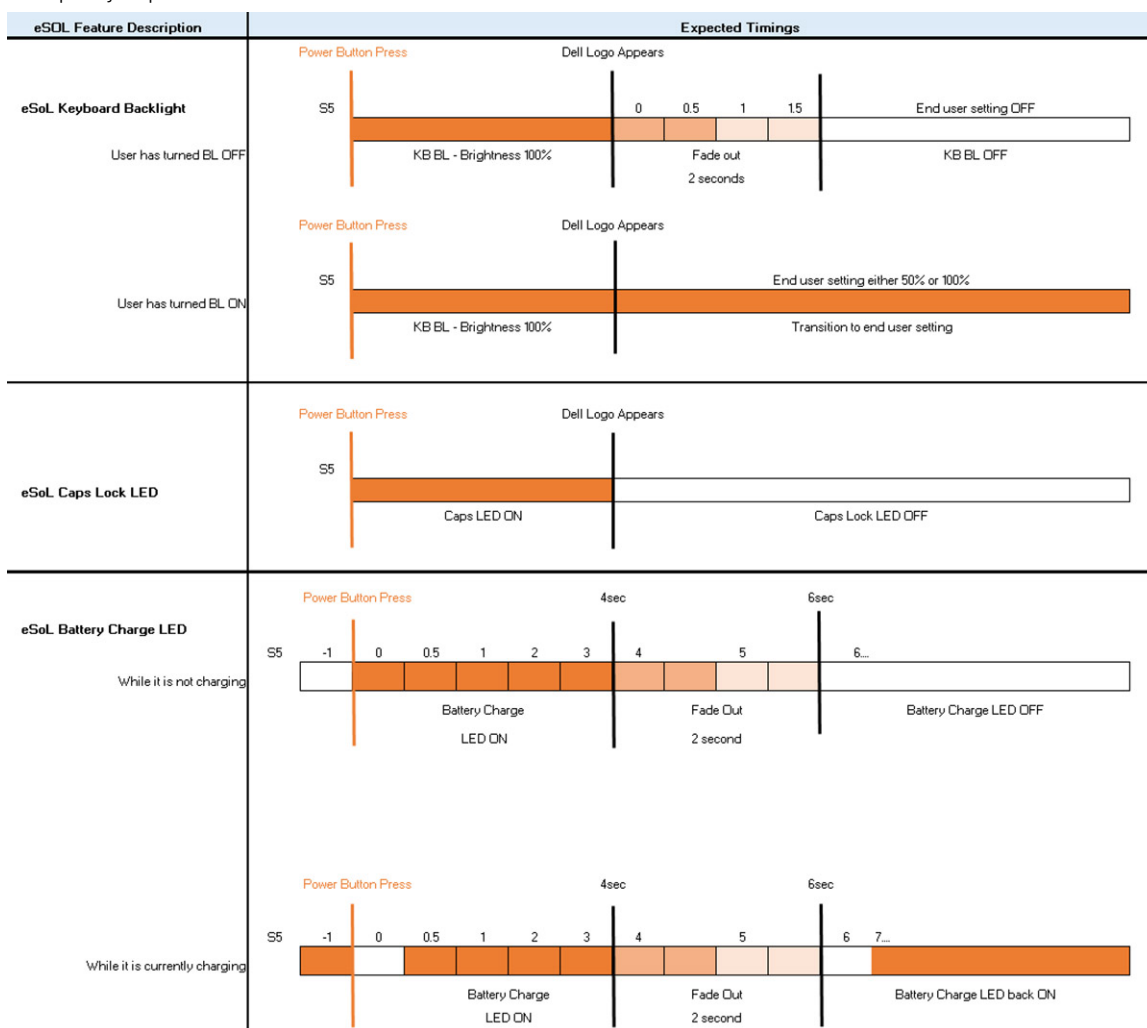 eSOL Feature Description
Expected Timings
Power Button Press
Dell Logo Appears
eSoL Keyboard Backlight
S5
0 0.5 1 1.5
End user setting OFF
User has turned BL OFF
KB BL - Brightness 100%
Fade out
KB BL OFF
2 seconds
Power Button Press
Dell Logo Appears
S5
End user setting either 50% or 100%
User has turned BL ON
KB BL - Brightness 100%
Transition to end user setting
Power Button Press
Dell Logo Appears
S5
eSoL Caps Lock LED
Caps LED ON
Caps Lock LED OFF
Power Button Press
4sec
6sec
eSoL Battery Charge LED
S5 -1 0 0.5 1 2 3 4 5 6...
While it is not charging
Battery Charge
Fade Out
Battery Charge LED OFF
LED ON
2 second
Power Button Press
4sec
6sec
S5 -1 0 0.5 1 2 3 4 5 6 7...
While it is currently charging
Battery Charge
Fade Out
Battery Charge LED back ON
LED ON
2 second